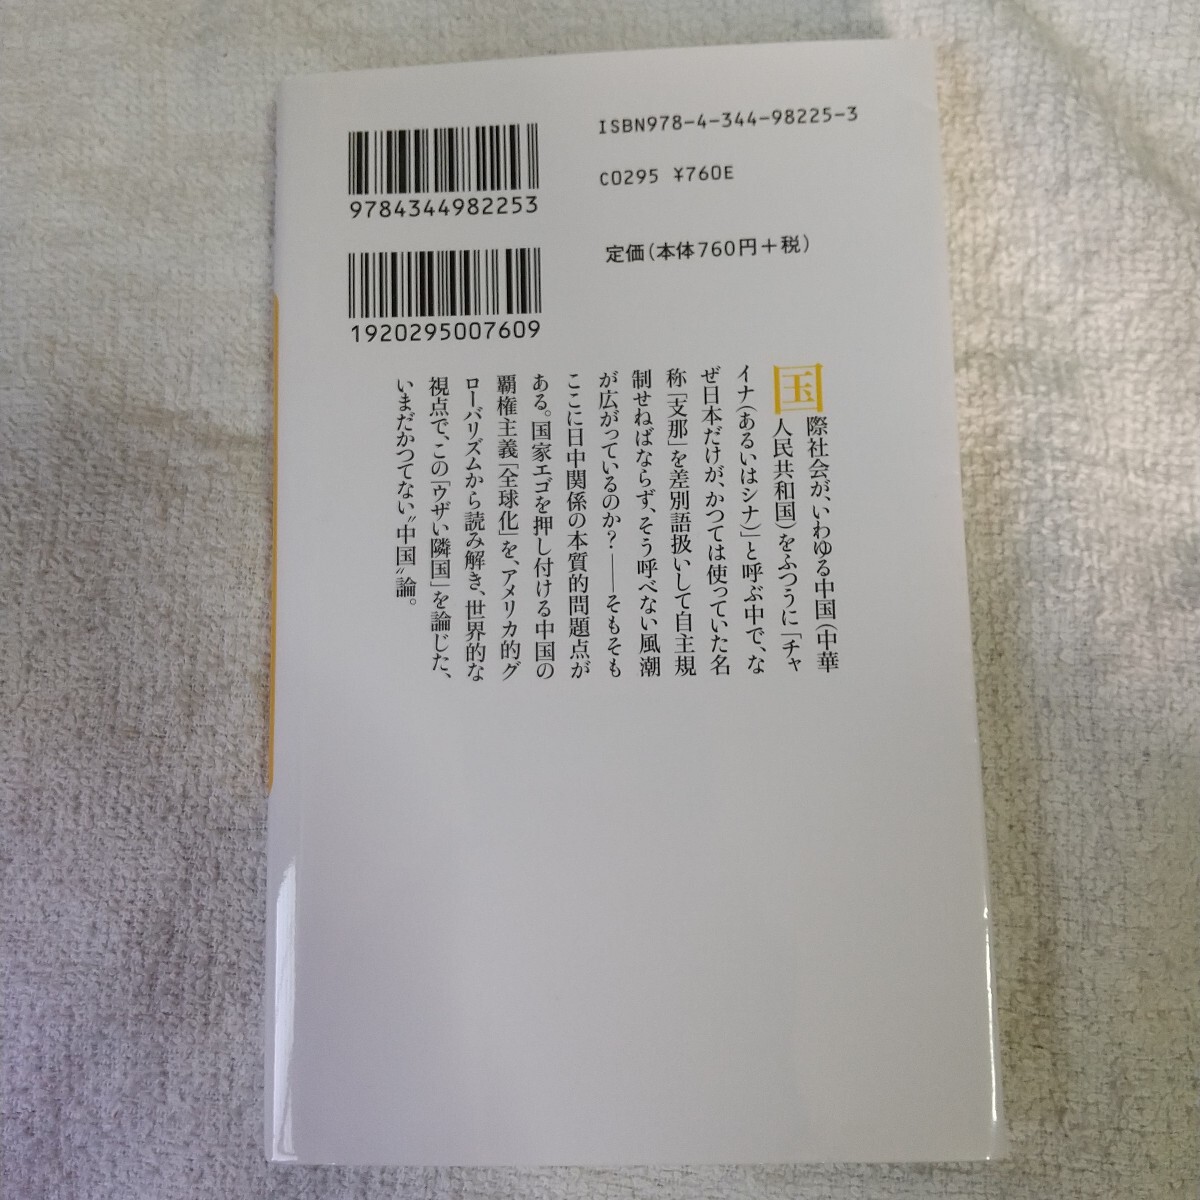 ISBN978-4-344-98225-3
C0295 ¥760E
定価(本体760円+税)
9784344982253
1920295007609
国際社会が、いわゆる中国(中華
人民共和国)をふつうに「チャ
イナ(あるいはシナ)」と呼ぶ中で、な
ぜ日本だけが、かつては使っていた名
称「支那」を差別語扱いして自主規
制せねばならず、そう呼べない風潮
が広がっているのか?――そもそも
ここに日中関係の本質的問題点が
ある。国家エゴを押し付ける中国の
覇権主義「全球化」を、アメリカ的グ
ローバリズムから読み解き、世界的な
視点で、この「ウザい隣国」を論じた、
いまだかつてない〝中国〟論。